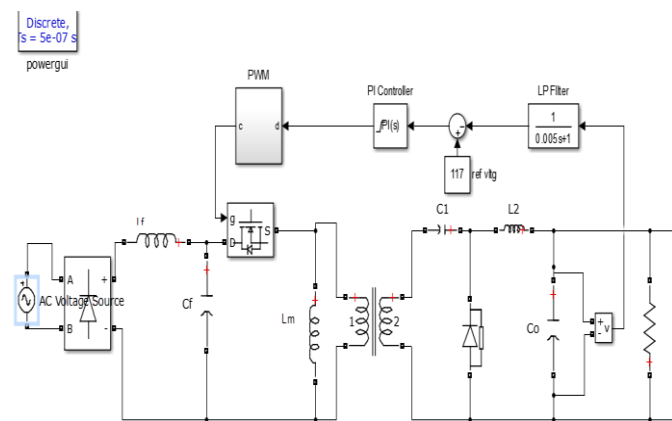 Discrete,
Ts = 5e-07 s
powergui
PWM
PI Controller
LP Filter
c
d
PI(s)
1
0.005s+1
117
ref vltg
g
D
S
C1
L2
Lf
A
+
AC Voltage Source
B
-
Cf
Lm
1
2
Co
+
-
v